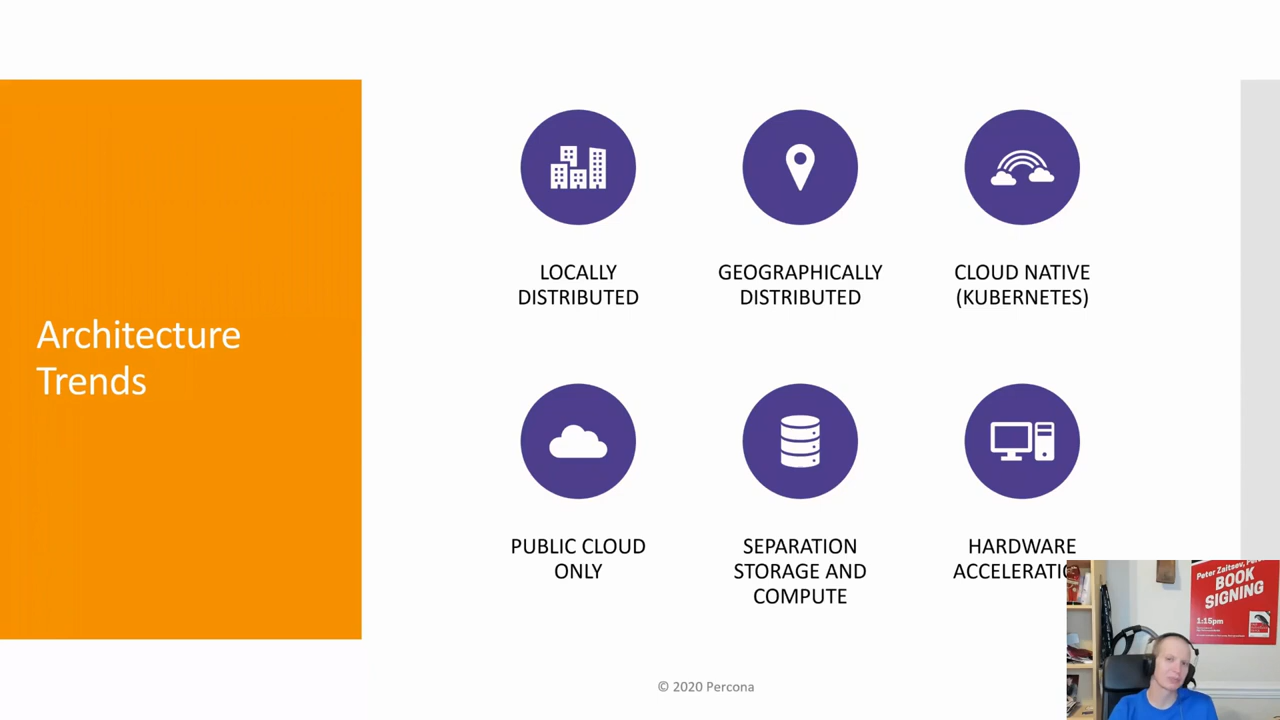 Architecture
Trends
LOCALLY
DISTRIBUTED
GEOGRAPHICALLY
DISTRIBUTED
CLOUD NATIVE
(KUBERNETES)
PUBLIC CLOUD
ONLY
SEPARATION
STORAGE AND
COMPUTE
HARDWARE
ACCELERATI
© 2020 Percona
Peter Zaitsev,
BOOK
SIGNING
1:15pm